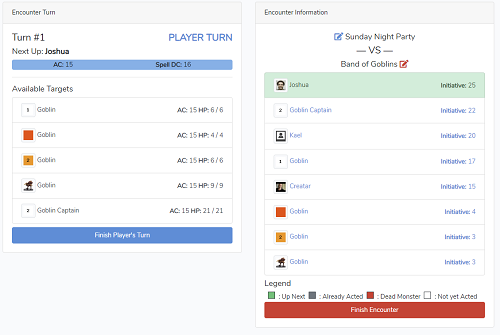 Encounter Turn
Turn #1
PLAYER TURN
Next Up: Joshua
AC: 15
Spell DC: 16
Available Targets
1 Goblin AC: 15 HP: 6 / 6
Goblin AC: 15 HP: 4 / 4
2 Goblin AC: 15 HP: 6 / 6
Goblin AC: 15 HP: 9 / 9
2 Goblin Captain AC: 15 HP: 21 / 21
Finish Player's Turn
Encounter Information
Sunday Night Party
— VS —
Band of Goblins
Joshua Initiative: 25
2 Goblin Captain Initiative: 22
Kael Initiative: 20
1 Goblin Initiative: 17
Creatar Initiative: 15
Goblin Initiative: 4
2 Goblin Initiative: 3
Goblin Initiative: 3
Legend
: Up Next : Already Acted : Dead Monster : Not yet Acted
Finish Encounter